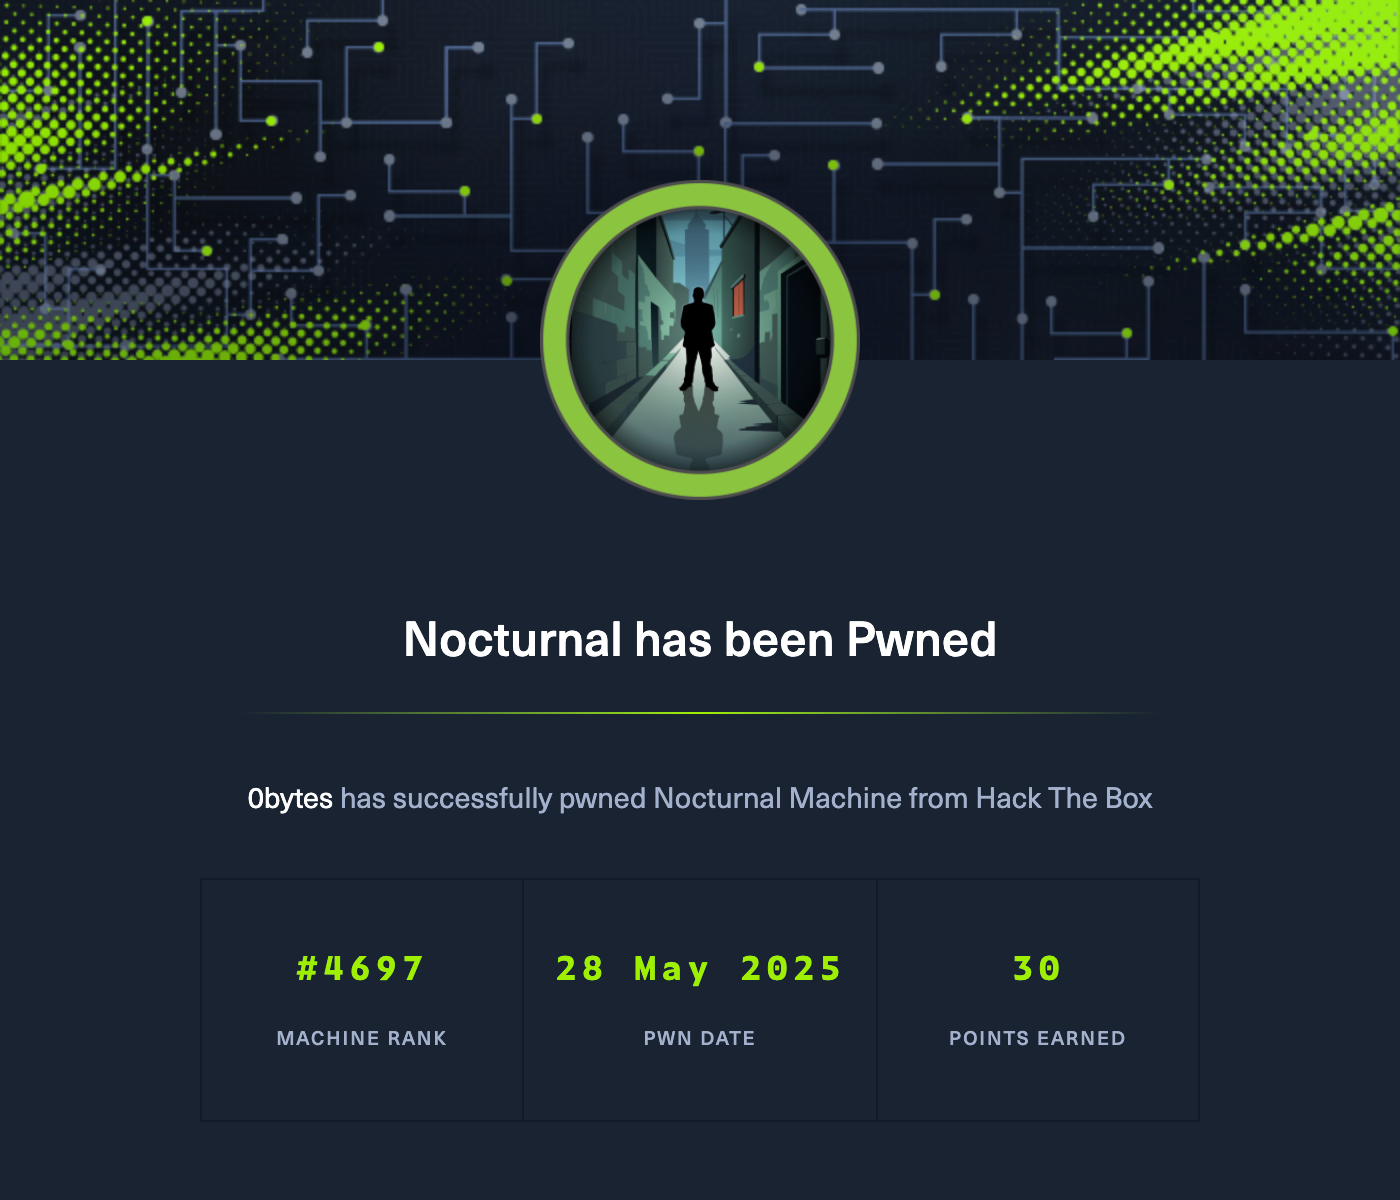 Nocturnal has been Pwned
0bytes has successfully pwned Nocturnal Machine from Hack The Box
#4697
MACHINE RANK
28 May 2025
PWN DATE
30
POINTS EARNED